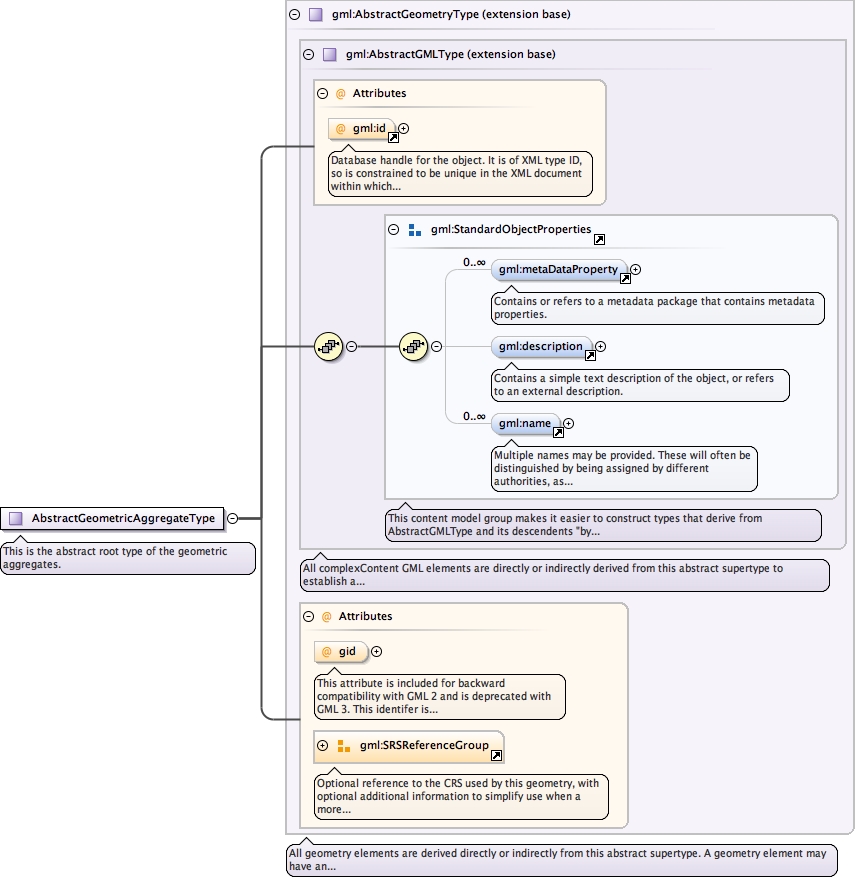 gml:AbstractGeometryType (extension base)
gml:AbstractGMLType (extension base)
@ Attributes
@ gml:id
Database handle for the object. It is of XML type ID,
so is constrained to be unique in the XML document
within which...
gml:StandardObjectProperties
0..∞
gml:metaDataProperty
Contains or refers to a metadata package that contains metadata
properties.
gml:description
Contains a simple text description of the object, or refers
to an external description.
0..∞
gml:name
Multiple names may be provided. These will often be
distinguished by being assigned by different
authorities, as...
This content model group makes it easier to construct types that derive from
AbstractGMLType and its descendents "by...
AbstractGeometricAggregateType
This is the abstract root type of the geometric
aggregates.
All complexContent GML elements are directly or indirectly derived from this abstract supertype to
establish a...
@ Attributes
@ gid
This attribute is included for backward
compatibility with GML 2 and is deprecated with
GML 3. This identifer is...
gml:SRSReferenceGroup
Optional reference to the CRS used by this geometry, with
optional additional information to simplify use when a
more...
All geometry elements are derived directly or indirectly from this abstract supertype. A geometry element may
have an...